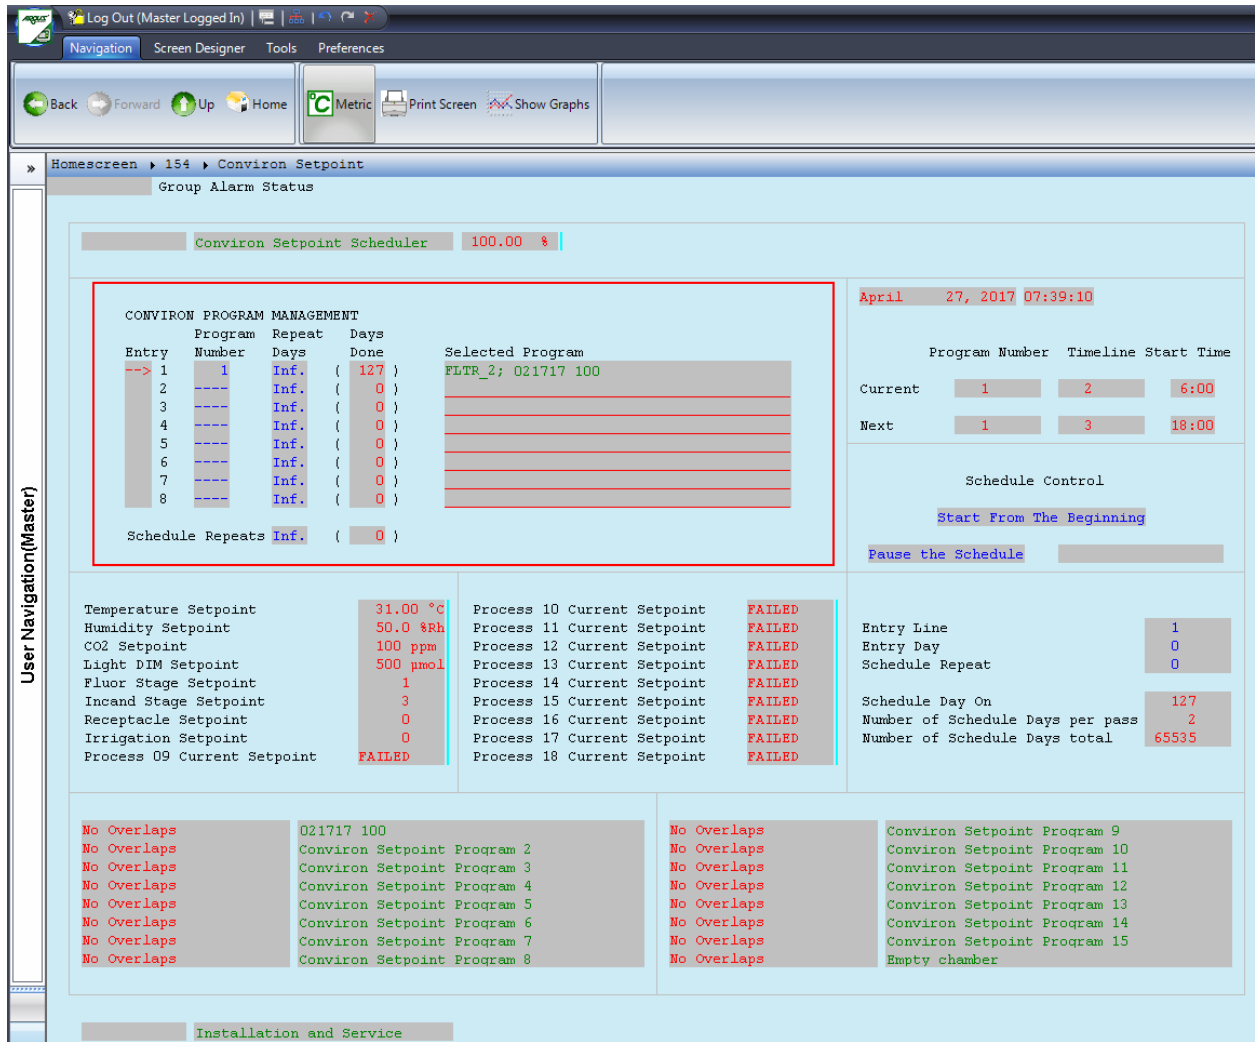 ARGUS Log Out (Master Logged In)
Navigation Screen Designer Tools Preferences
Back Forward Up Home °C Metric Print Screen Show Graphs
» Homescreen 154 Conviron Setpoint
Group Alarm Status
Conviron Setpoint Scheduler 100.00 %
User Navigation(Master)
CONVIRON PROGRAM MANAGEMENT
Program Repeat Days
Entry Number Days Done Selected Program
--> 1 1 Inf. ( 127 ) FLTR_2; 021717 100
2 ---- Inf. ( 0 )
3 ---- Inf. ( 0 )
4 ---- Inf. ( 0 )
5 ---- Inf. ( 0 )
6 ---- Inf. ( 0 )
7 ---- Inf. ( 0 )
8 ---- Inf. ( 0 )
Schedule Repeats Inf. ( 0 )
April 27, 2017 07:39:10
Program Number Timeline Start Time
Current 1 2 6:00
Next 1 3 18:00
Schedule Control
Start From The Beginning
Pause the Schedule
Temperature Setpoint 31.00 °C
Humidity Setpoint 50.0 %Rh
CO2 Setpoint 100 ppm
Light DIM Setpoint 500 µmol
Fluor Stage Setpoint 1
Incand Stage Setpoint 3
Receptacle Setpoint 0
Irrigation Setpoint 0
Process 09 Current Setpoint FAILED
Process 10 Current Setpoint FAILED
Process 11 Current Setpoint FAILED
Process 12 Current Setpoint FAILED
Process 13 Current Setpoint FAILED
Process 14 Current Setpoint FAILED
Process 15 Current Setpoint FAILED
Process 16 Current Setpoint FAILED
Process 17 Current Setpoint FAILED
Process 18 Current Setpoint FAILED
Entry Line 1
Entry Day 0
Schedule Repeat 0
Schedule Day On 127
Number of Schedule Days per pass 2
Number of Schedule Days total 65535
No Overlaps 021717 100
No Overlaps Conviron Setpoint Program 2
No Overlaps Conviron Setpoint Program 3
No Overlaps Conviron Setpoint Program 4
No Overlaps Conviron Setpoint Program 5
No Overlaps Conviron Setpoint Program 6
No Overlaps Conviron Setpoint Program 7
No Overlaps Conviron Setpoint Program 8
No Overlaps Conviron Setpoint Program 9
No Overlaps Conviron Setpoint Program 10
No Overlaps Conviron Setpoint Program 11
No Overlaps Conviron Setpoint Program 12
No Overlaps Conviron Setpoint Program 13
No Overlaps Conviron Setpoint Program 14
No Overlaps Conviron Setpoint Program 15
No Overlaps Empty chamber
Installation and Service